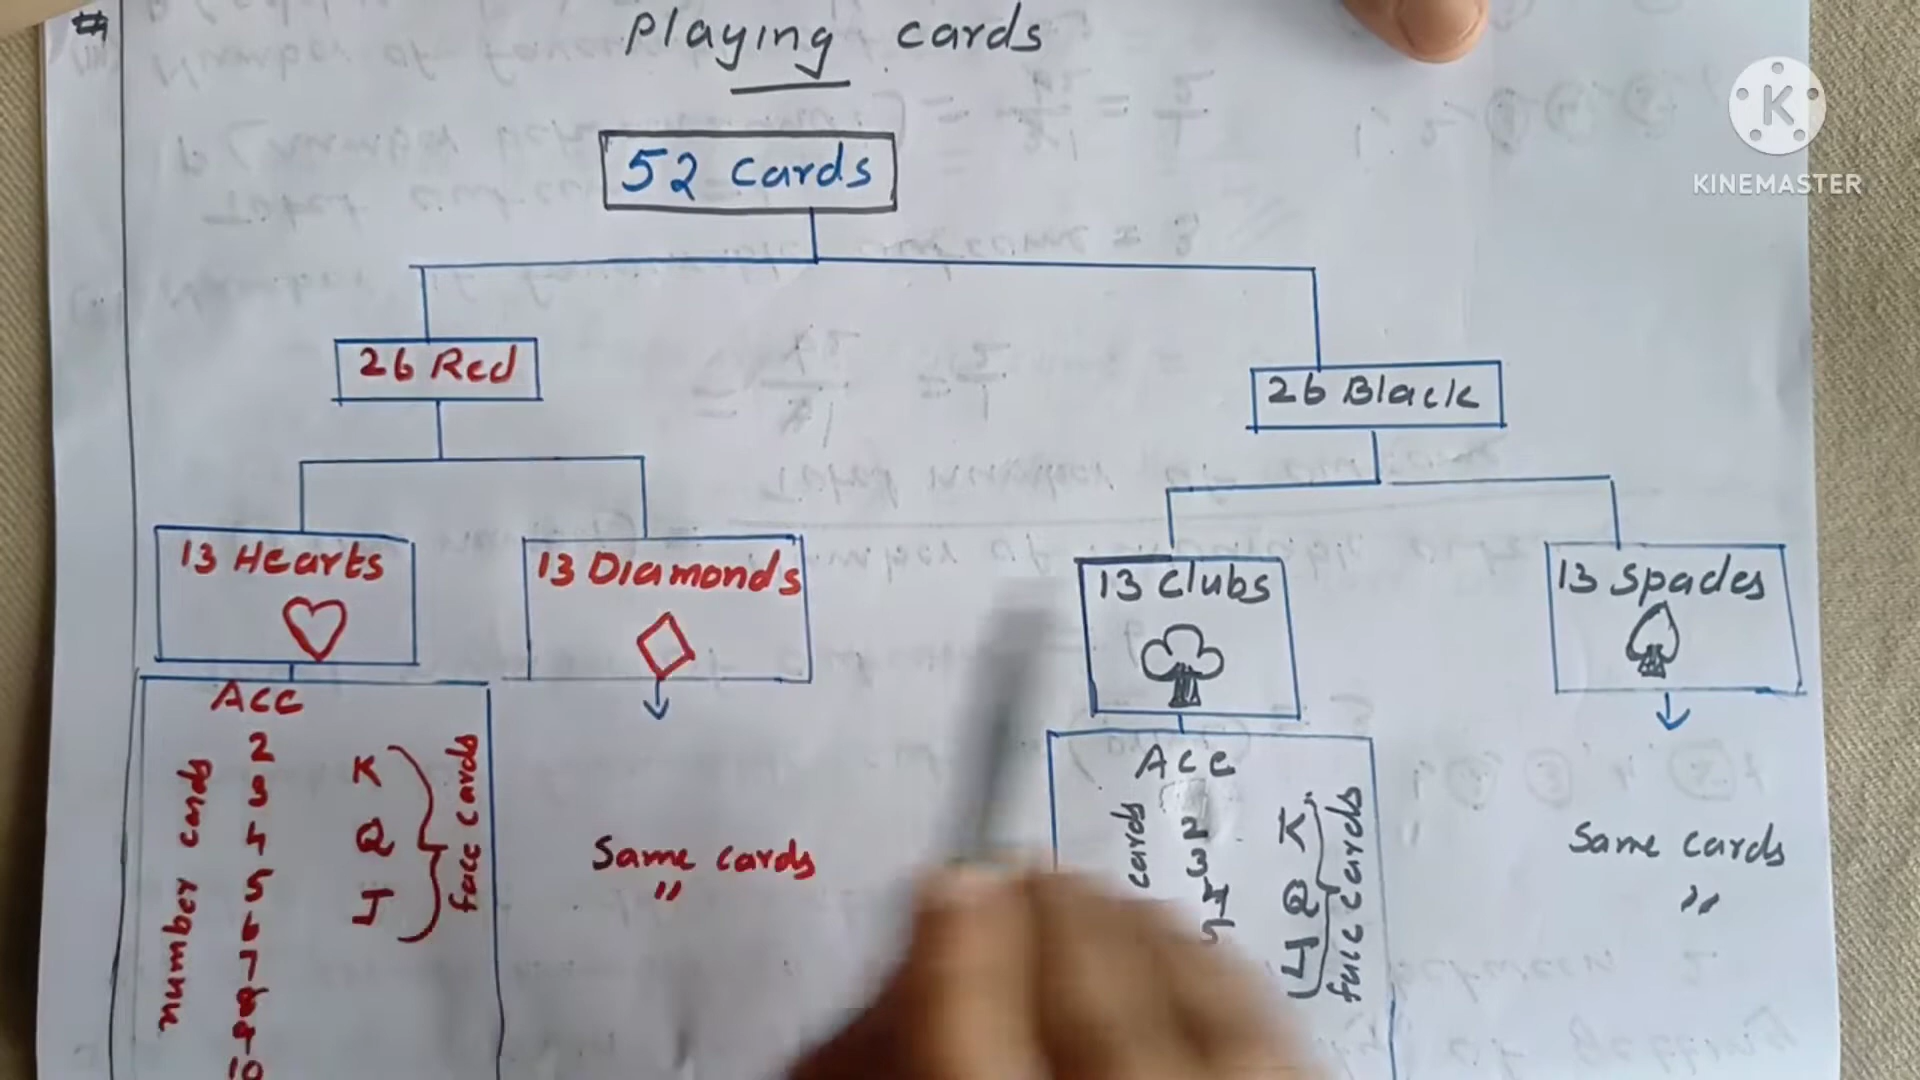 #
Playing cards
52 cards
26 Red
26 Black
13 Hearts
13 Diamonds
13 Clubs
13 Spades
Ace
2
3
4
5
6
7
8
9
10
number cards
K
Q
J
face cards
Same cards
"
Ace
2
3
4
5
cards
K
Q
J
face cards
Same cards
"
KINEMASTER